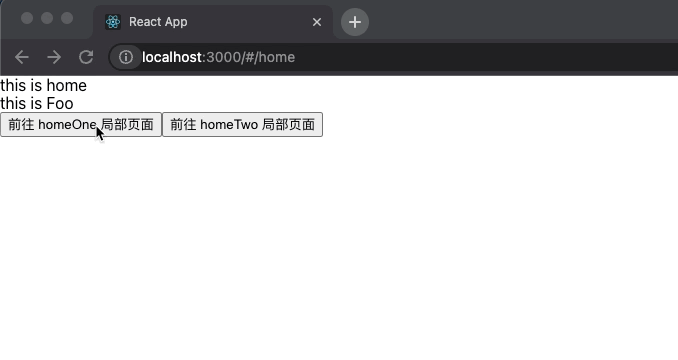 React App
localhost:3000/#/home
this is home
this is Foo
前往 homeOne 局部页面 前往 homeTwo 局部页面